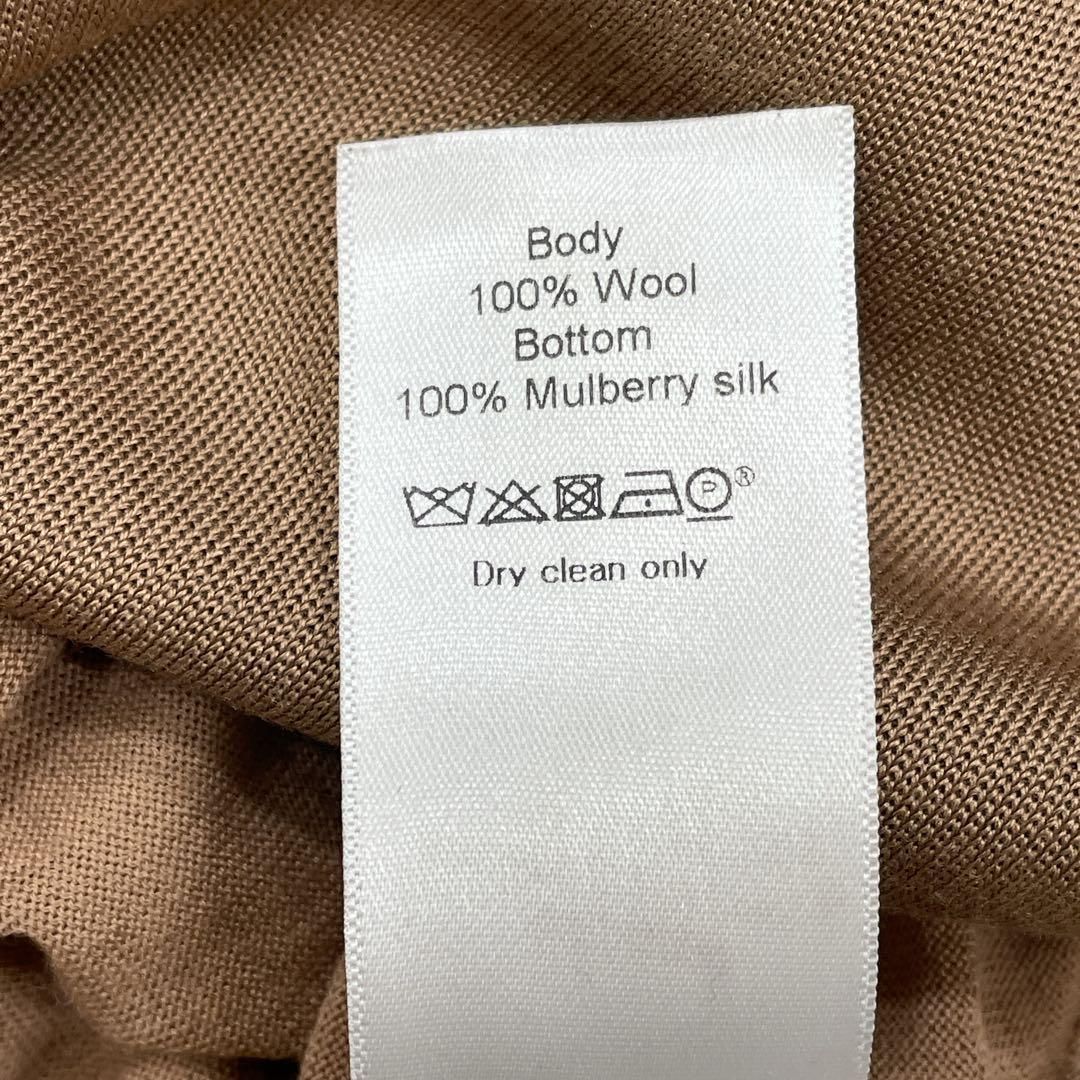 Body
100% Wool
Bottom
100% Mulberry silk
P ®
Dry clean only